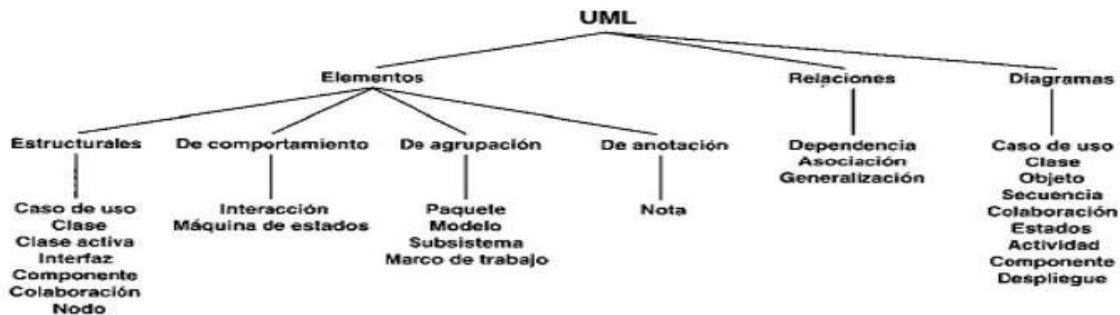 UML
Elementos
Relaciones
Diagramas
Estructurales
De comportamiento
De agrupación
De anotación
Dependencia
Asociación
Generalización
Caso de uso
Clase
Objeto
Secuencia
Colaboración
Estados
Actividad
Componente
Despliegue
Caso de uso
Clase
Clase activa
Interfaz
Componente
Colaboración
Nodo
Interacción
Máquina de estados
Paquete
Modelo
Subsistema
Marco de trabajo
Nota